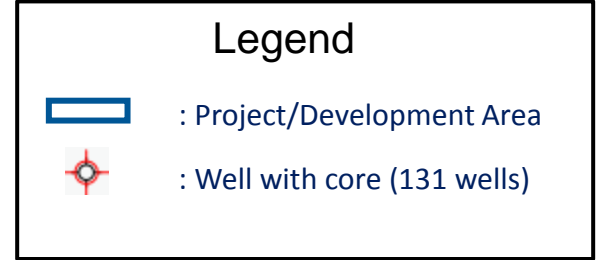 Legend
: Project/Development Area
: Well with core (131 wells)